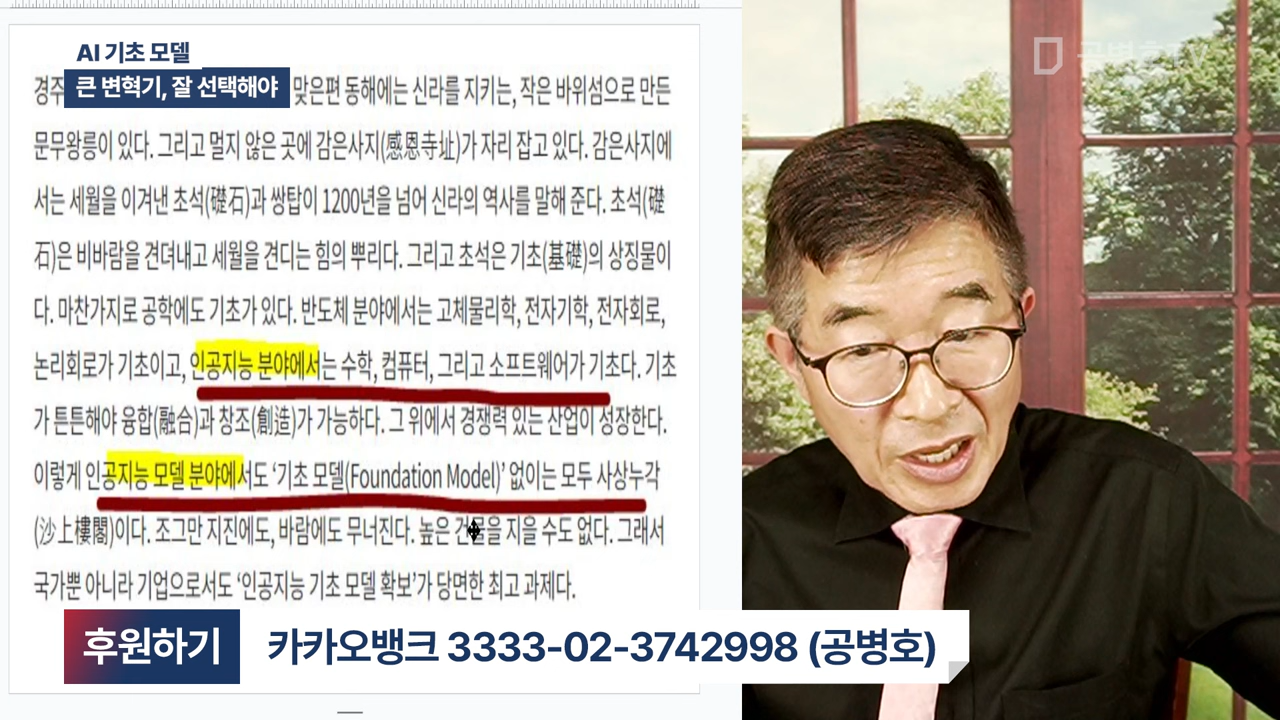 AI 기초 모델
큰 변혁기, 잘 선택해야
경주 맞은편 동해에는 신라를 지키는, 작은 바위섬으로 만든
문무왕릉이 있다. 그리고 멀지 않은 곳에 감은사지(感恩寺址)가 자리 잡고 있다. 감은사지에
서는 세월을 이겨낸 초석(礎石)과 쌍탑이 1200년을 넘어 신라의 역사를 말해 준다. 초석(礎
石)은 비바람을 견뎌내고 세월을 견디는 힘의 뿌리다. 그리고 초석은 기초(基礎)의 상징물이
다. 마찬가지로 공학에도 기초가 있다. 반도체 분야에서는 고체물리학, 전자기학, 전자회로,
논리회로가 기초이고, 인공지능 분야에서는 수학, 컴퓨터, 그리고 소프트웨어가 기초다. 기초
가 튼튼해야 융합(融合)과 창조(創造)가 가능하다. 그 위에서 경쟁력 있는 산업이 성장한다.
이렇게 인공지능 모델 분야에서도 ‘기초 모델(Foundation Model)’ 없이는 모두 사상누각
(沙上樓閣)이다. 조그만 지진에도, 바람에도 무너진다. 높은 건물을 지을 수도 없다. 그래서
국가뿐 아니라 기업으로서도 ‘인공지능 기초 모델 확보’가 당면한 최고 과제다.
후원하기 카카오뱅크 3333-02-3742998 (공병호)
공병호TV